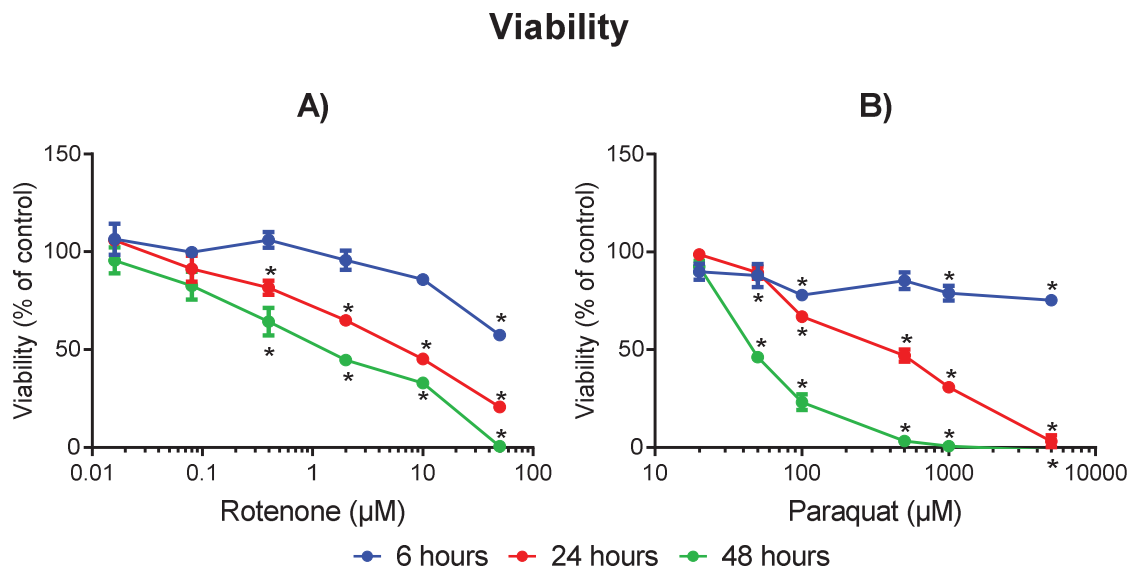 Viability
A)
B)
Viability (% of control)
150
100
50
0
0.01 0.1 1 10 100
Rotenone (µM)
Viability (% of control)
150
100
50
0
10 100 1000 10000
Paraquat (µM)
* * * * * * * * *
* * * * * * * * * * * * *
6 hours 24 hours 48 hours